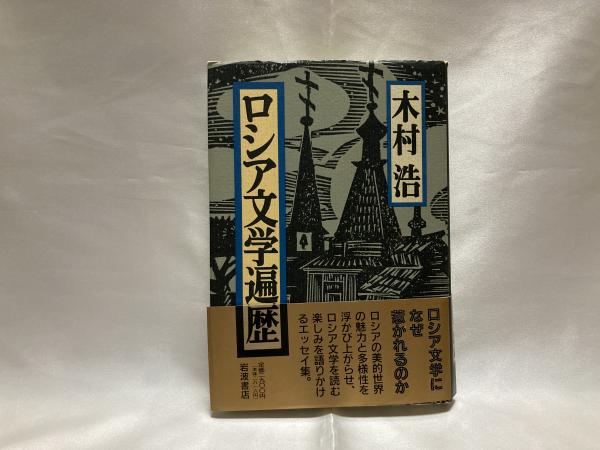 木村浩
ロシア文学遍歴
ロシア文学に
なぜ
惹かれるのか
ロシアの美的世界
の魅力と多様性を
浮かび上がらせ、
ロシア文学を読む
楽しみを語りかけ
るエッセイ集。
岩波書店